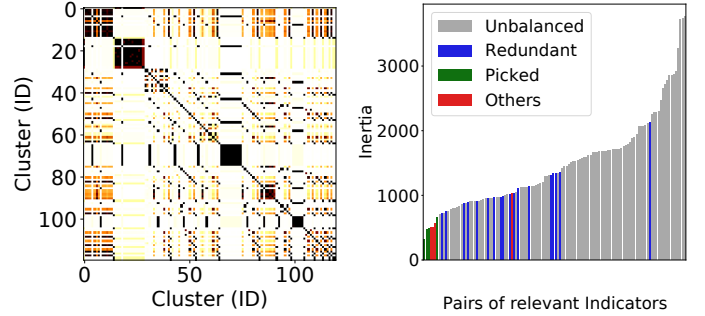 0
20
40
60
80
100
Cluster (ID)
0
50
100
Cluster (ID)
Unbalanced
Redundant
Picked
Others
3000
2000
1000
0
Inertia
Pairs of relevant Indicators